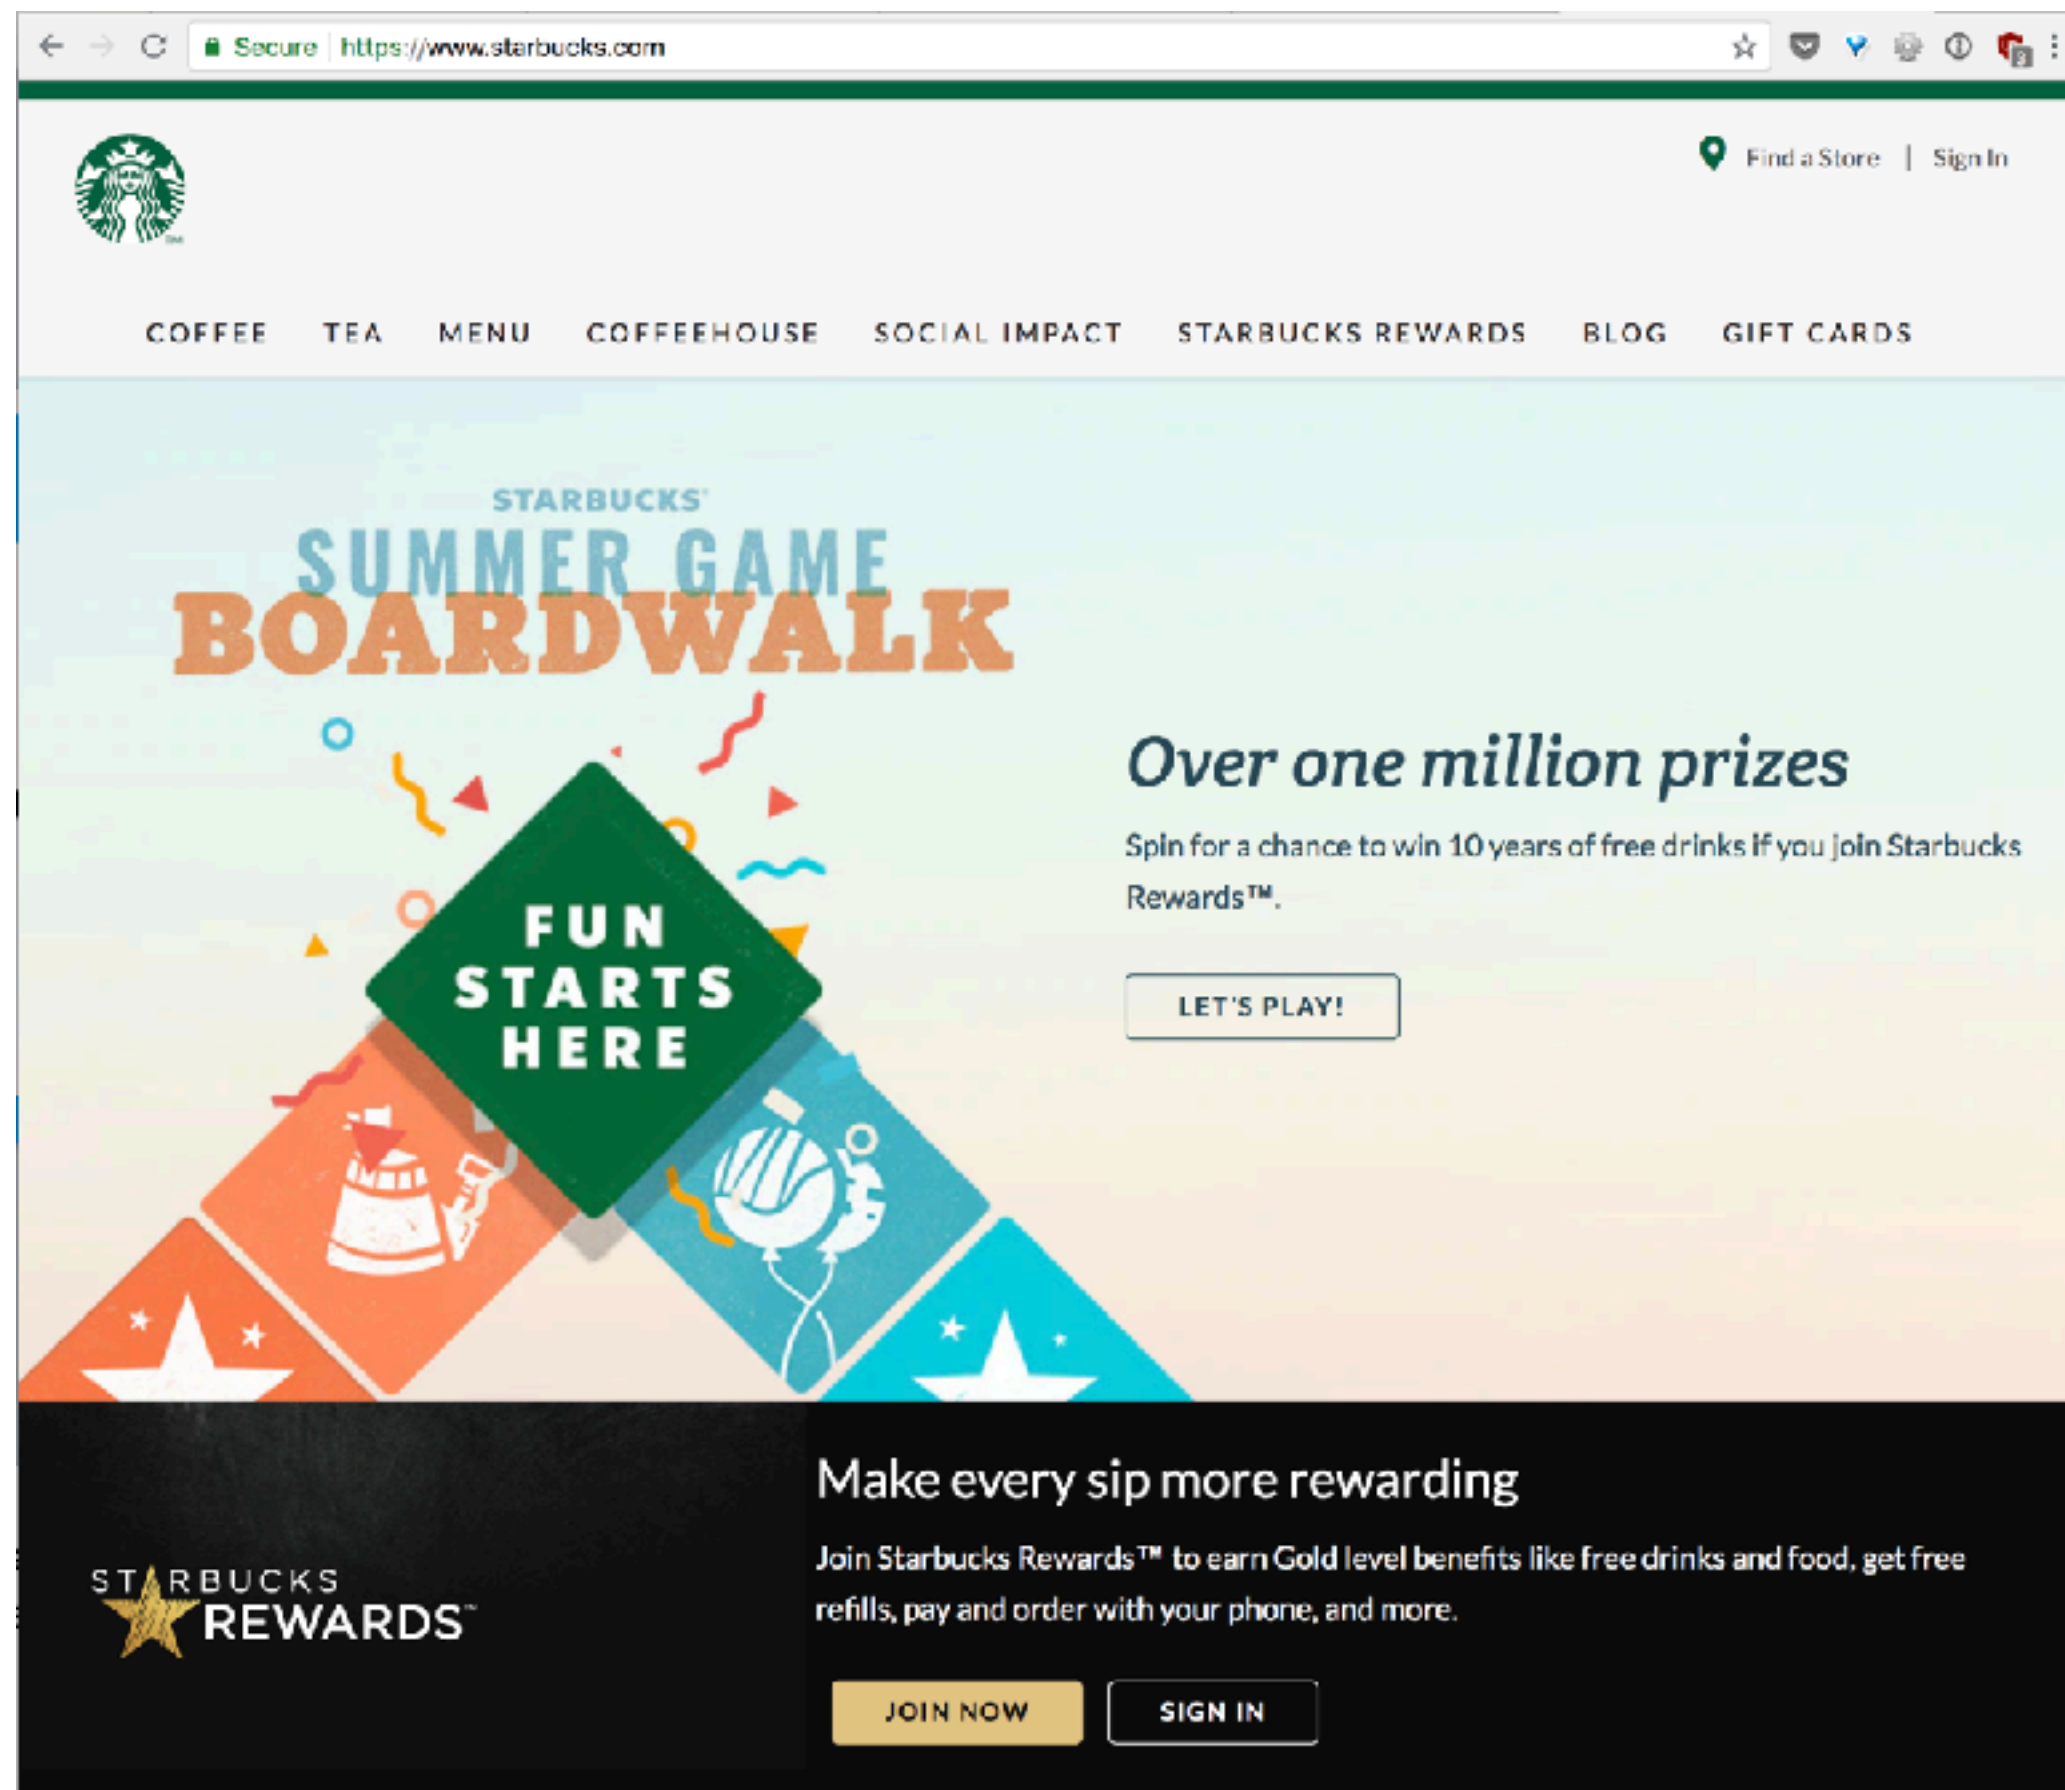 Secure https://www.starbucks.com
3
Find a Store | Sign In
COFFEE TEA MENU COFFEEHOUSE SOCIAL IMPACT STARBUCKS REWARDS BLOG GIFT CARDS
STARBUCKS®
SUMMER GAME
BOARDWALK
FUN
STARTS
HERE
Over one million prizes
Spin for a chance to win 10 years of free drinks if you join Starbucks
Rewards™.
LET'S PLAY!
STARBUCKS
REWARDS™
Make every sip more rewarding
Join Starbucks Rewards™ to earn Gold level benefits like free drinks and food, get free
refills, pay and order with your phone, and more.
JOIN NOW SIGN IN